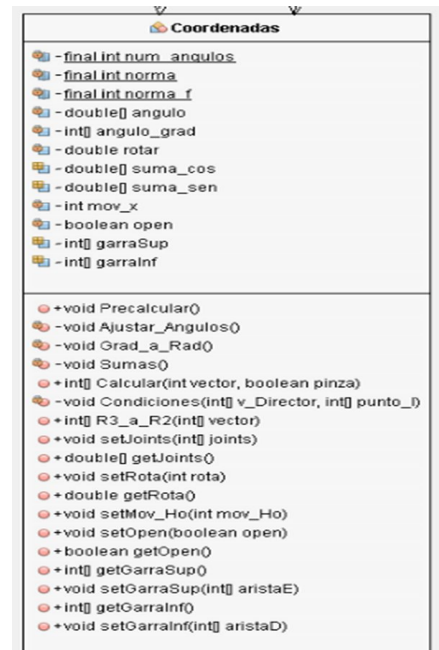 Coordenadas
-final int num_angulos
-final int norma
-final int norma_f
-double[] angulo
-int[] angulo_grad
-double rotar
-double[] suma_cos
-double[] suma_sen
-int mov_x
-boolean open
-int[] garraSup
-int[] garraInf
+void Precalcular()
-void Ajustar_Angulos()
-void Grad_a_Rad()
-void Sumas()
+int[] Calcular(int vector, boolean pinza)
-void Condiciones(int[] v_Director, int[] punto_I)
+int[] R3_a_R2(int[] vector)
+void setJoints(int[] joints)
+double[] getJoints()
+void setRota(int rota)
+double getRota()
+void setMov_Ho(int mov_Ho)
+void setOpen(boolean open)
+boolean getOpen()
+int[] getGarraSup()
+void setGarraSup(int[] aristaE)
+int[] getGarraInf()
+void setGarraInf(int[] aristaD)